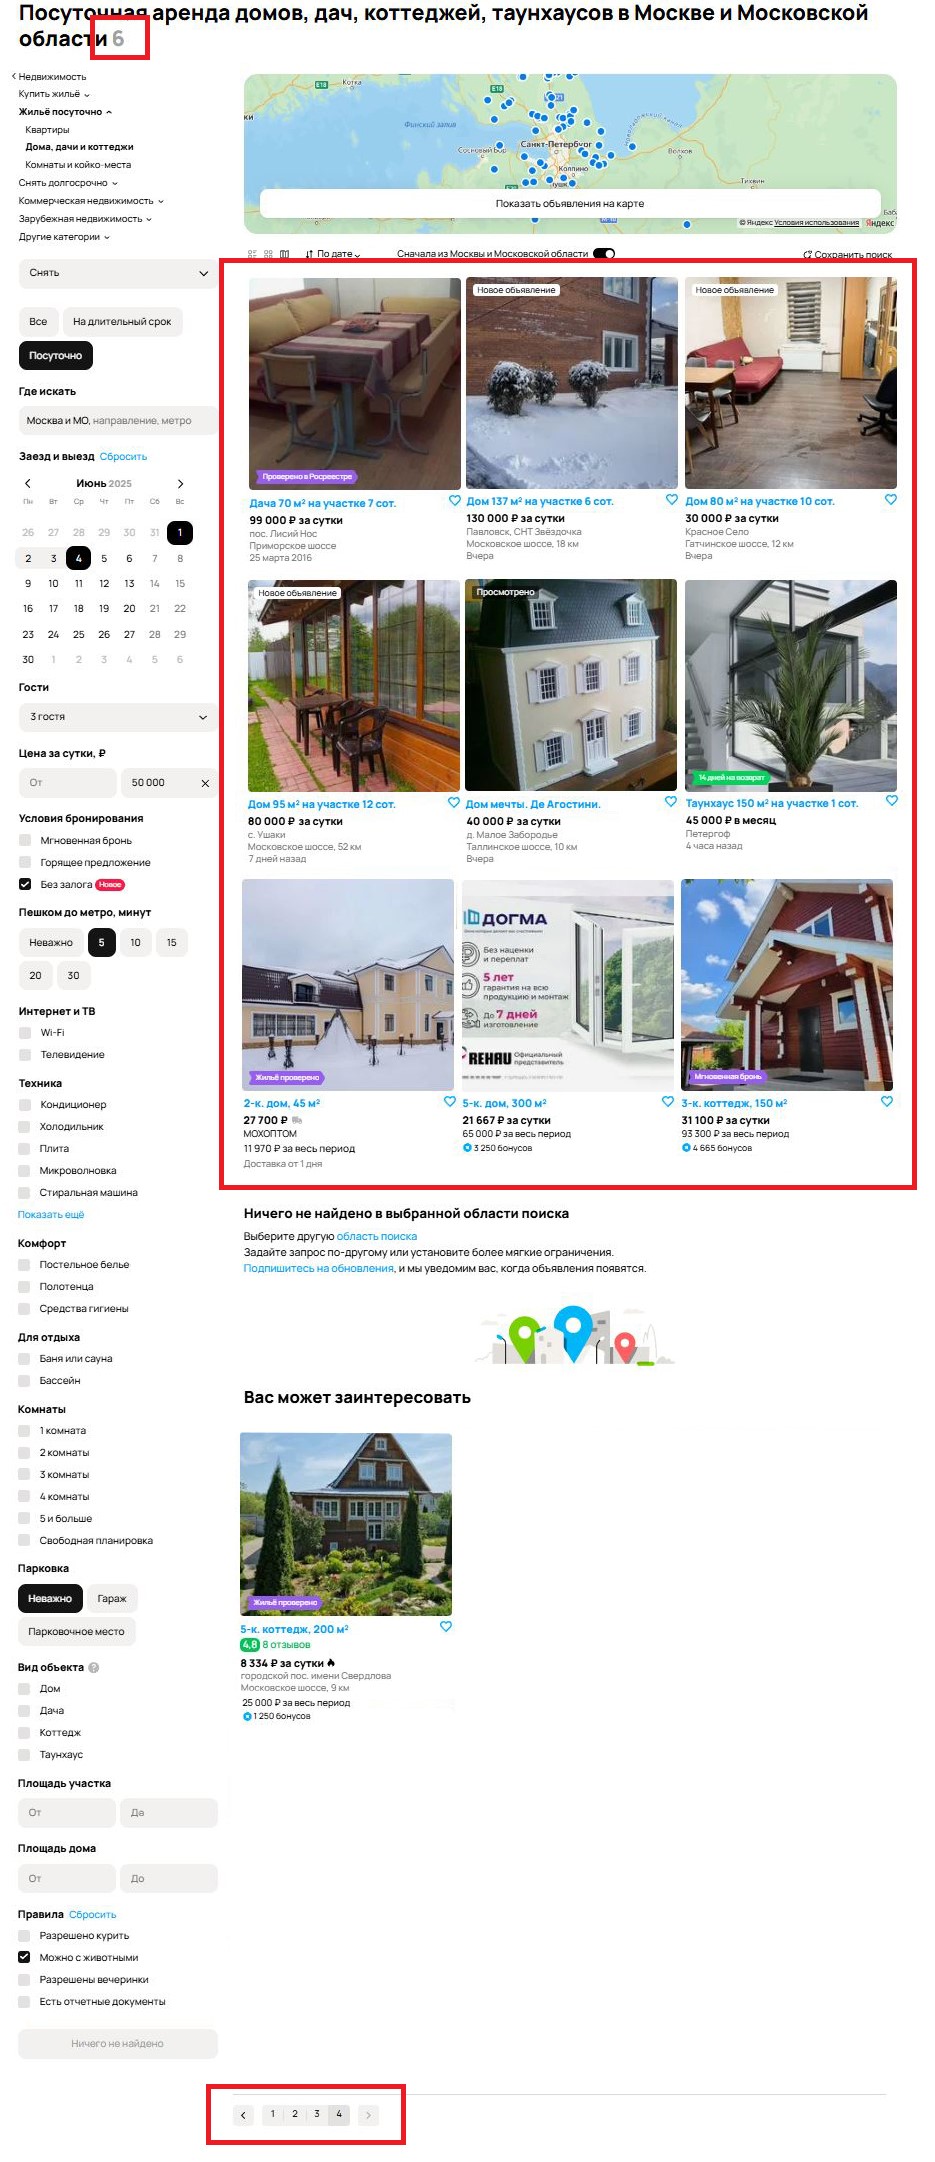 Посуточная аренда домов, дач, коттеджей, таунхаусов в Москве и Московской
области 6
Недвижимость
Купить жильё
Жильё посуточно
Квартиры
Дома, дачи и коттеджи
Комнаты и койко-места
Снять долгосрочно
Коммерческая недвижимость
Зарубежная недвижимость
Другие категории
E18
Котка
E18
Финский залив
Сосновый Бор
Санкт-Петербург
Колпино
Волхов
Тихвин
Показать объявления на карте
© Яндекс Условия использования Яндекс
По дате
Сначала из Москвы и Московской области
Сохранить поиск
Снять
Все
На длительный срок
Посуточно
Где искать
Москва и МО, направление, метро
Заезд и выезд Сбросить
Июнь 2025
Пн Вт Ср Чт Пт Сб Вс
26 27 28 29 30 31 1
2 3 4 5 6 7 8
9 10 11 12 13 14 15
16 17 18 19 20 21 22
23 24 25 26 27 28 29
30 1 2 3 4 5 6
Гости
3 гостя
Цена за сутки, ₽
От
50 000
Условия бронирования
Мгновенная бронь
Горящее предложение
Без залога Новое
Пешком до метро, минут
Неважно 5 10 15
20 30
Интернет и ТВ
Wi-Fi
Телевидение
Техника
Кондиционер
Холодильник
Плита
Микроволновка
Стиральная машина
Показать ещё
Комфорт
Постельное белье
Полотенца
Средства гигиены
Для отдыха
Баня или сауна
Бассейн
Комнаты
1 комната
2 комнаты
3 комнаты
4 комнаты
5 и больше
Свободная планировка
Парковка
Неважно
Гараж
Парковочное место
Вид объекта ?
Дом
Дача
Коттедж
Таунхаус
Площадь участка
От
До
Площадь дома
От
До
Правила Сбросить
Разрешено курить
Можно с животными
Разрешены вечеринки
Есть отчетные документы
Ничего не найдено
Проверено в Росреестре
Дача 70 м² на участке 7 сот.
99 000 ₽ за сутки
пос. Лисий Нос
Приморское шоссе
25 марта 2016
Новое объявление
Дом 137 м² на участке 6 сот.
130 000 ₽ за сутки
Павловск, СНТ Звёздочка
Московское шоссе, 18 км
Вчера
Новое объявление
Дом 80 м² на участке 10 сот.
30 000 ₽ за сутки
Красное Село
Гатчинское шоссе, 12 км
Вчера
Новое объявление
Дом 95 м² на участке 12 сот.
80 000 ₽ за сутки
с. Ушаки
Московское шоссе, 52 км
7 дней назад
Просмотрено
Дом мечты. Де Агостини.
40 000 ₽ за сутки
д. Малое Забородье
Таллинское шоссе, 10 км
Вчера
14 дней на возврат
Таунхаус 150 м² на участке 1 сот.
45 000 ₽ в месяц
Петергоф
4 часа назад
Жильё проверено
2-к. дом, 45 м²
27 700 ₽
МОХОПТОМ
11 970 ₽ за весь период
Доставка от 1 дня
ДОГМА
Без наценки
и переплат
5 лет
гарантия на всю
продукцию и монтаж
До 7 дней
изготовление
REHAU Официальный
представитель
5-к. дом, 300 м²
21 667 ₽ за сутки
65 000 ₽ за весь период
3 250 бонусов
Мгновенная бронь
3-к. коттедж, 150 м²
31 100 ₽ за сутки
93 300 ₽ за весь период
4 665 бонусов
Ничего не найдено в выбранной области поиска
Выберите другую область поиска
Задайте запрос по-другому или установите более мягкие ограничения.
Подпишитесь на обновления, и мы уведомим вас, когда объявления появятся.
Вас может заинтересовать
Жильё проверено
5-к. коттедж, 200 м²
4,8 8 отзывов
8 334 ₽ за сутки
городской пос. имени Свердлова
Московское шоссе, 9 км
25 000 ₽ за весь период
1 250 бонусов
1 2 3 4